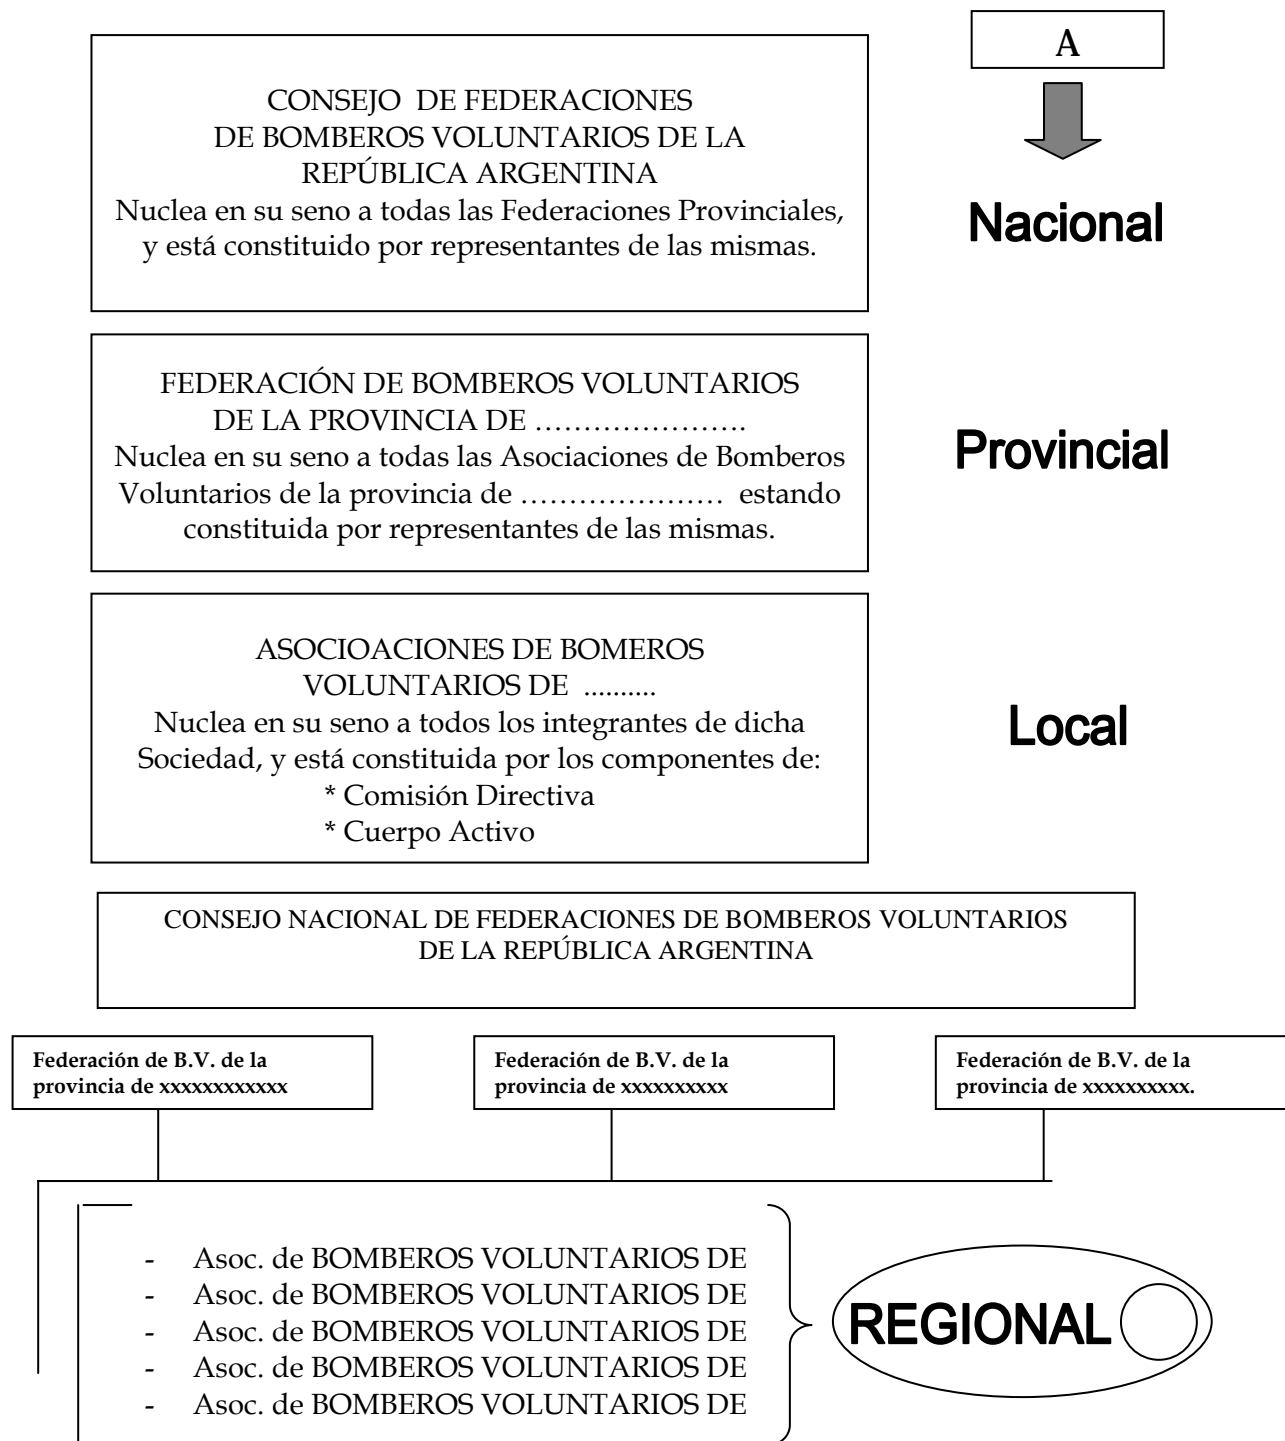 A
CONSEJO DE FEDERACIONES
DE BOMBEROS VOLUNTARIOS DE LA
REPÚBLICA ARGENTINA
Nuclea en su seno a todas las Federaciones Provinciales,
y está constituido por representantes de las mismas.
Nacional
FEDERACIÓN DE BOMBEROS VOLUNTARIOS
DE LA PROVINCIA DE ………………….
Nuclea en su seno a todas las Asociaciones de Bomberos
Voluntarios de la provincia de ………………… estando
constituida por representantes de las mismas.
Provincial
ASOCIOACIONES DE BOMEROS
VOLUNTARIOS DE ..........
Nuclea en su seno a todos los integrantes de dicha
Sociedad, y está constituida por los componentes de:
* Comisión Directiva
* Cuerpo Activo
Local
CONSEJO NACIONAL DE FEDERACIONES DE BOMBEROS VOLUNTARIOS
DE LA REPÚBLICA ARGENTINA
Federación de B.V. de la
provincia de xxxxxxxxxxxx
Federación de B.V. de la
provincia de xxxxxxxxxx
Federación de B.V. de la
provincia de xxxxxxxxxx.
- Asoc. de BOMBEROS VOLUNTARIOS DE
- Asoc. de BOMBEROS VOLUNTARIOS DE
- Asoc. de BOMBEROS VOLUNTARIOS DE
- Asoc. de BOMBEROS VOLUNTARIOS DE
- Asoc. de BOMBEROS VOLUNTARIOS DE
REGIONAL